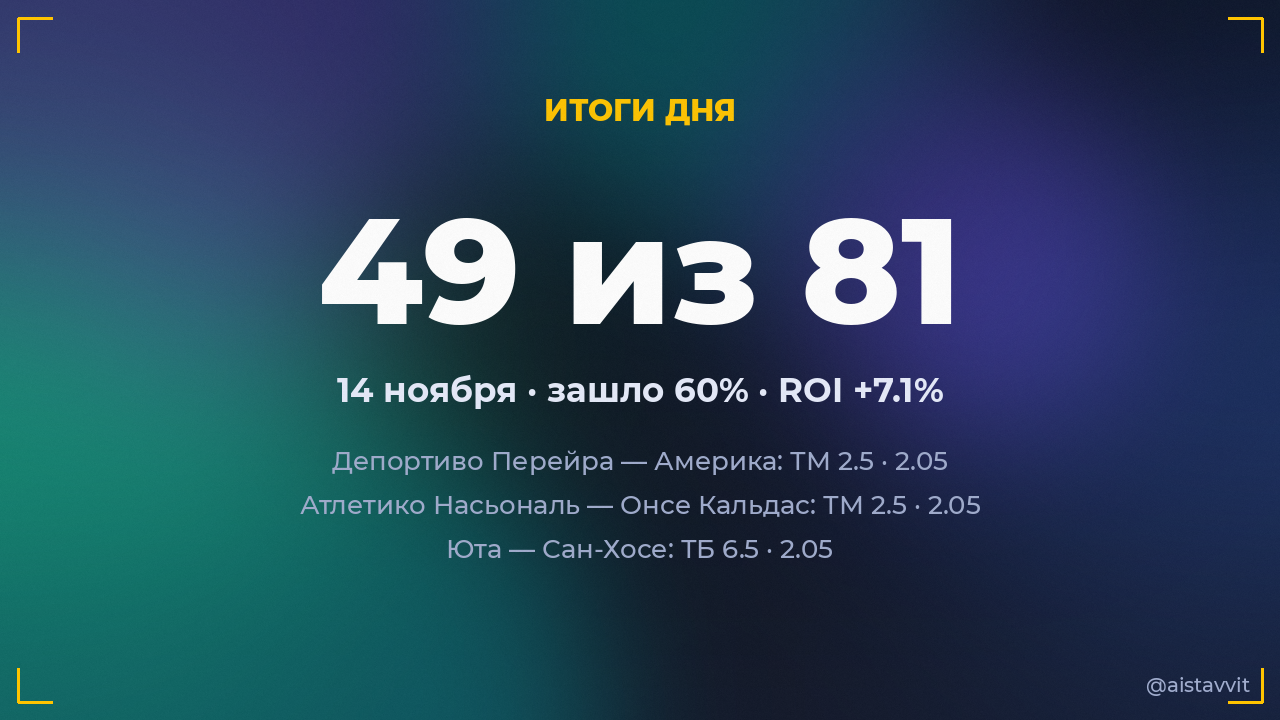 ИТОГИ ДНЯ
49 из 81
14 ноября · зашло 60% · ROI +7.1%
Депортиво Перейра — Америка: ТМ 2.5 · 2.05
Атлетико Насьональ — Онсе Кальдас: ТМ 2.5 · 2.05
Юта — Сан-Хосе: ТБ 6.5 · 2.05
@aistavvit